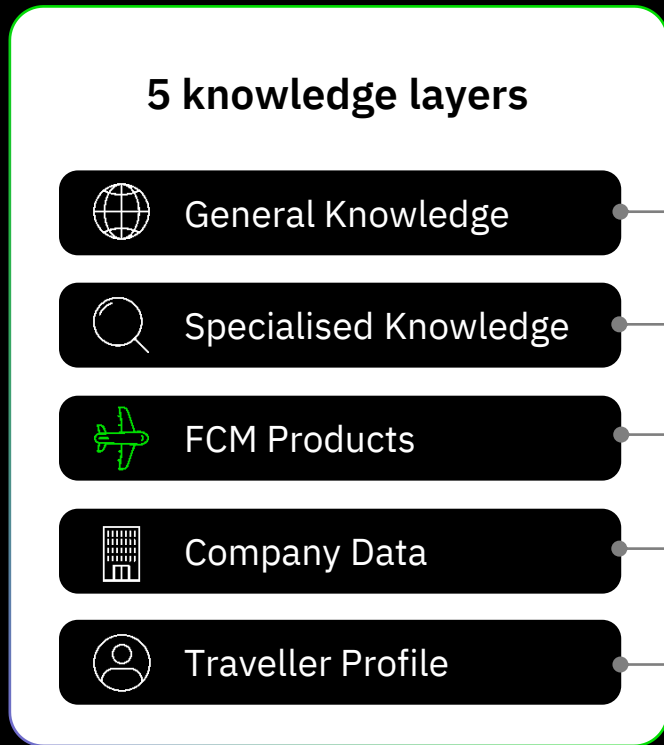 5 knowledge layers
General Knowledge
Specialised Knowledge
FCM Products
Company Data
Traveller Profile